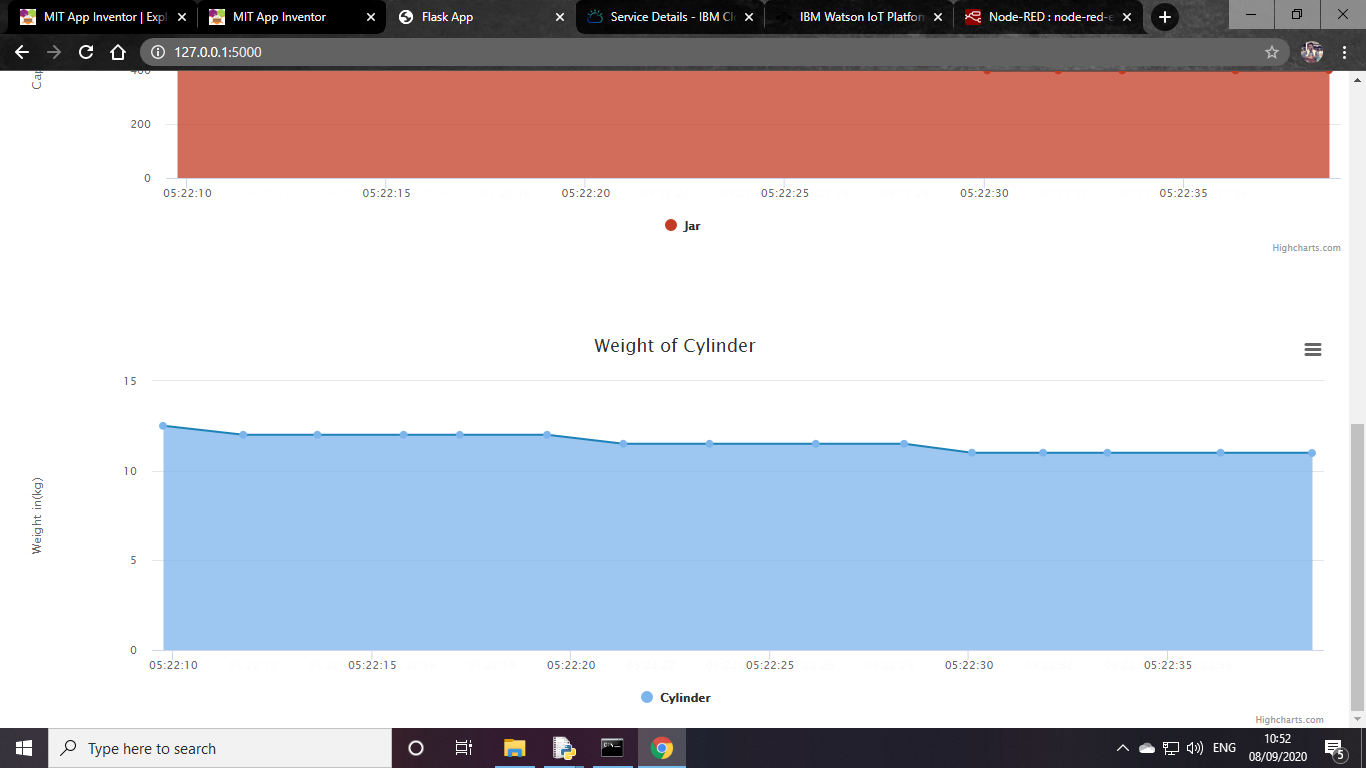 MIT App Inventor | Expl
MIT App Inventor
Flask App
Service Details - IBM Cl
IBM Watson IoT Platfor
Node-RED : node-red-e
127.0.0.1:5000
Cap
400
200
0
05:22:10 05:22:15 05:22:20 05:22:25 05:22:30 05:22:35
Jar
Highcharts.com
Weight of Cylinder
Weight in(kg)
15
10
5
0
05:22:10 05:22:15 05:22:20 05:22:25 05:22:30 05:22:35
Cylinder
Highcharts.com
Type here to search
ENG
10:52
08/09/2020
5